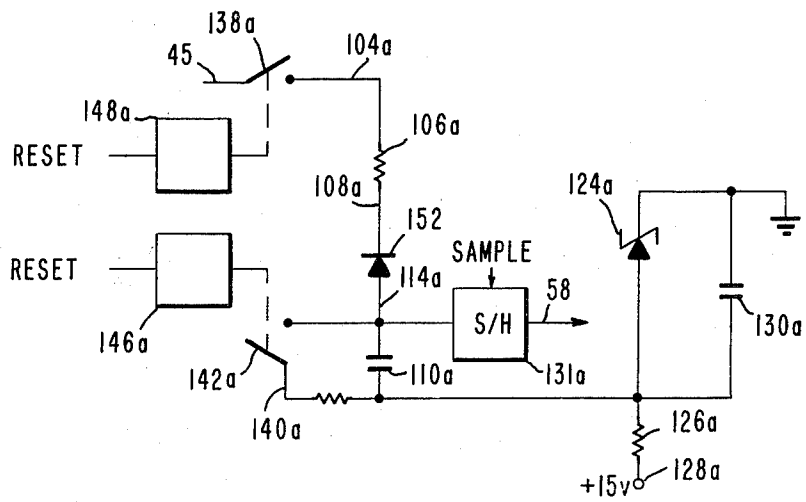 138a
45
104a
148a
RESET
106a
108a
124a
152
RESET
SAMPLE
114a
58
S/H
130a
146a
142a
110a
131a
140a
126a
+15v
128a